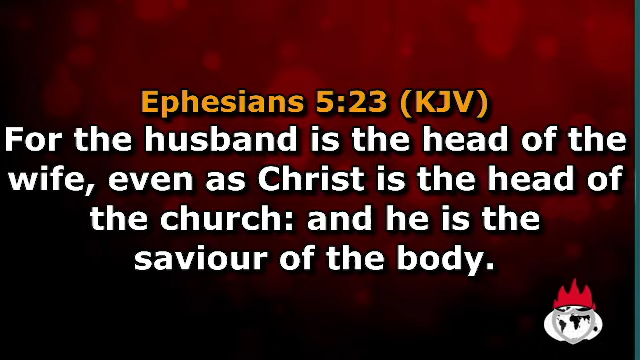 Ephesians 5:23 (KJV)
For the husband is the head of the
wife, even as Christ is the head of
the church: and he is the
saviour of the body.